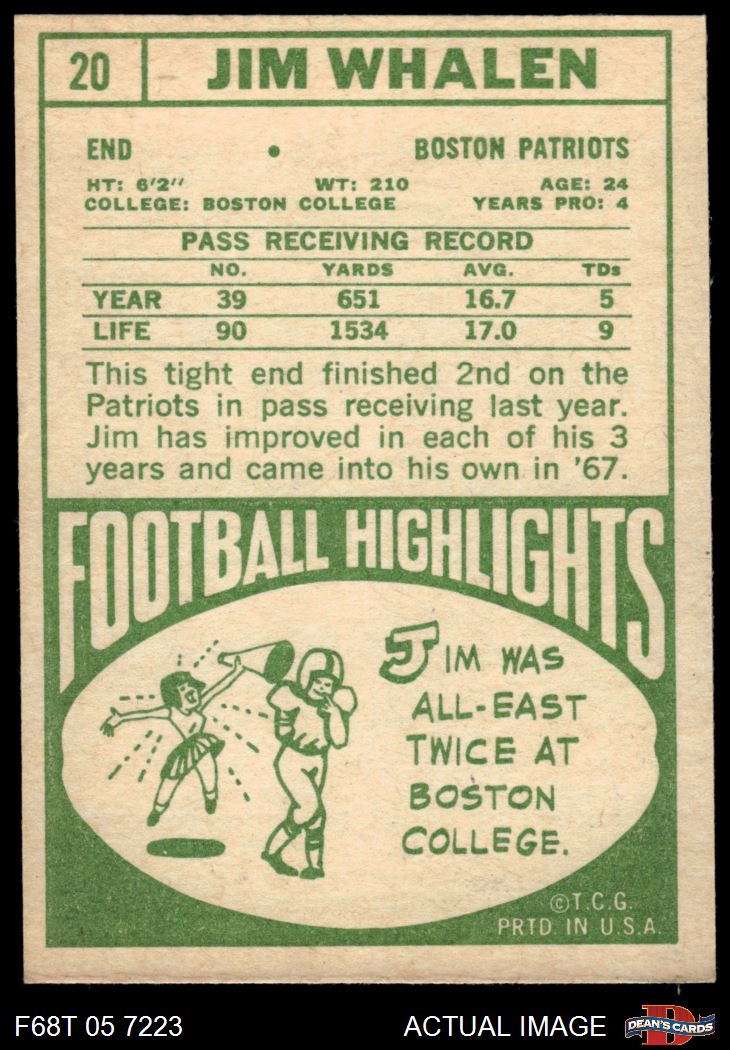 20 JIM WHALEN
END • BOSTON PATRIOTS
HT: 6'2" WT: 210 AGE: 24
COLLEGE: BOSTON COLLEGE YEARS PRO: 4
PASS RECEIVING RECORD
NO. YARDS AVG. TDs
YEAR 39 651 16.7 5
LIFE 90 1534 17.0 9
This tight end finished 2nd on the
Patriots in pass receiving last year.
Jim has improved in each of his 3
years and came into his own in '67.
FOOTBALL HIGHLIGHTS
JIM WAS
ALL-EAST
TWICE AT
BOSTON
COLLEGE.
©T.C.G.
PRTD. IN U.S.A.
F68T 05 7223 ACTUAL IMAGE D DEAN'S CARDS